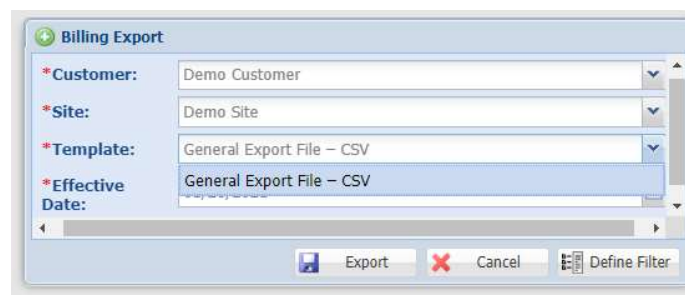 Billing Export
*Customer: Demo Customer
*Site: Demo Site
*Template: General Export File – CSV
General Export File – CSV
*Effective
Date:
Export Cancel Define Filter